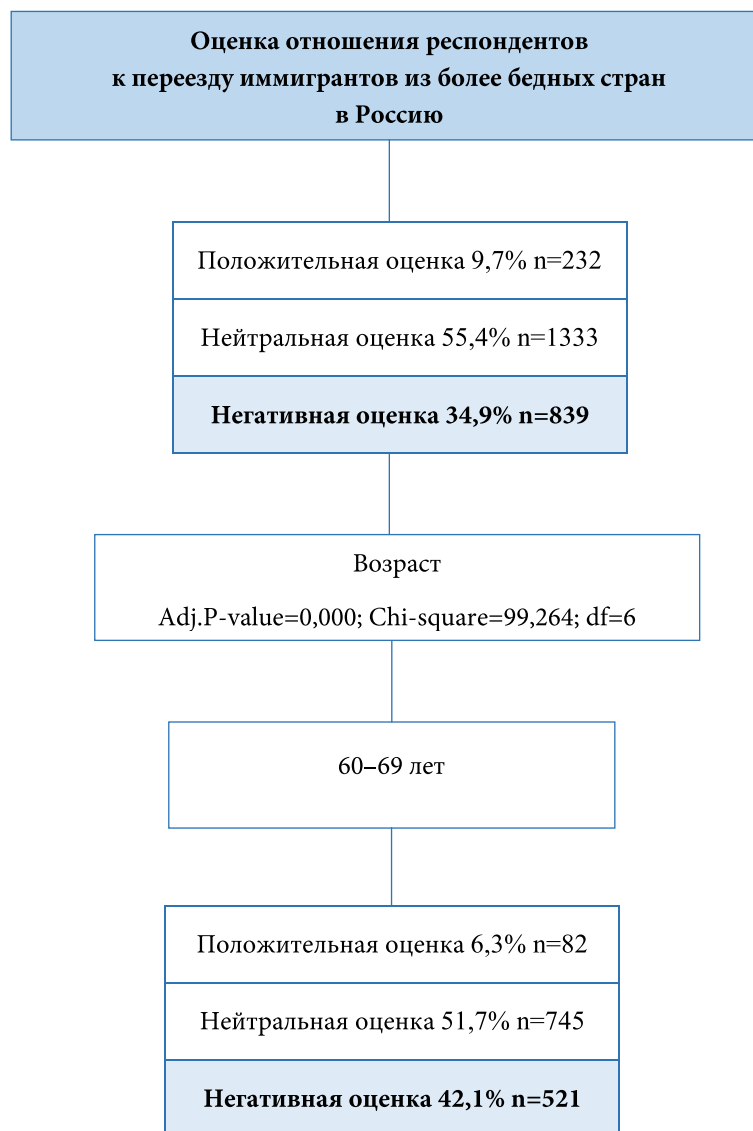 Оценка отношения респондентов
к переезду иммигрантов из более бедных стран
в Россию
Положительная оценка 9,7% n=232
Нейтральная оценка 55,4% n=1333
Негативная оценка 34,9% n=839
Возраст
Adj.P-value=0,000; Chi-square=99,264; df=6
60–69 лет
Положительная оценка 6,3% n=82
Нейтральная оценка 51,7% n=745
Негативная оценка 42,1% n=521